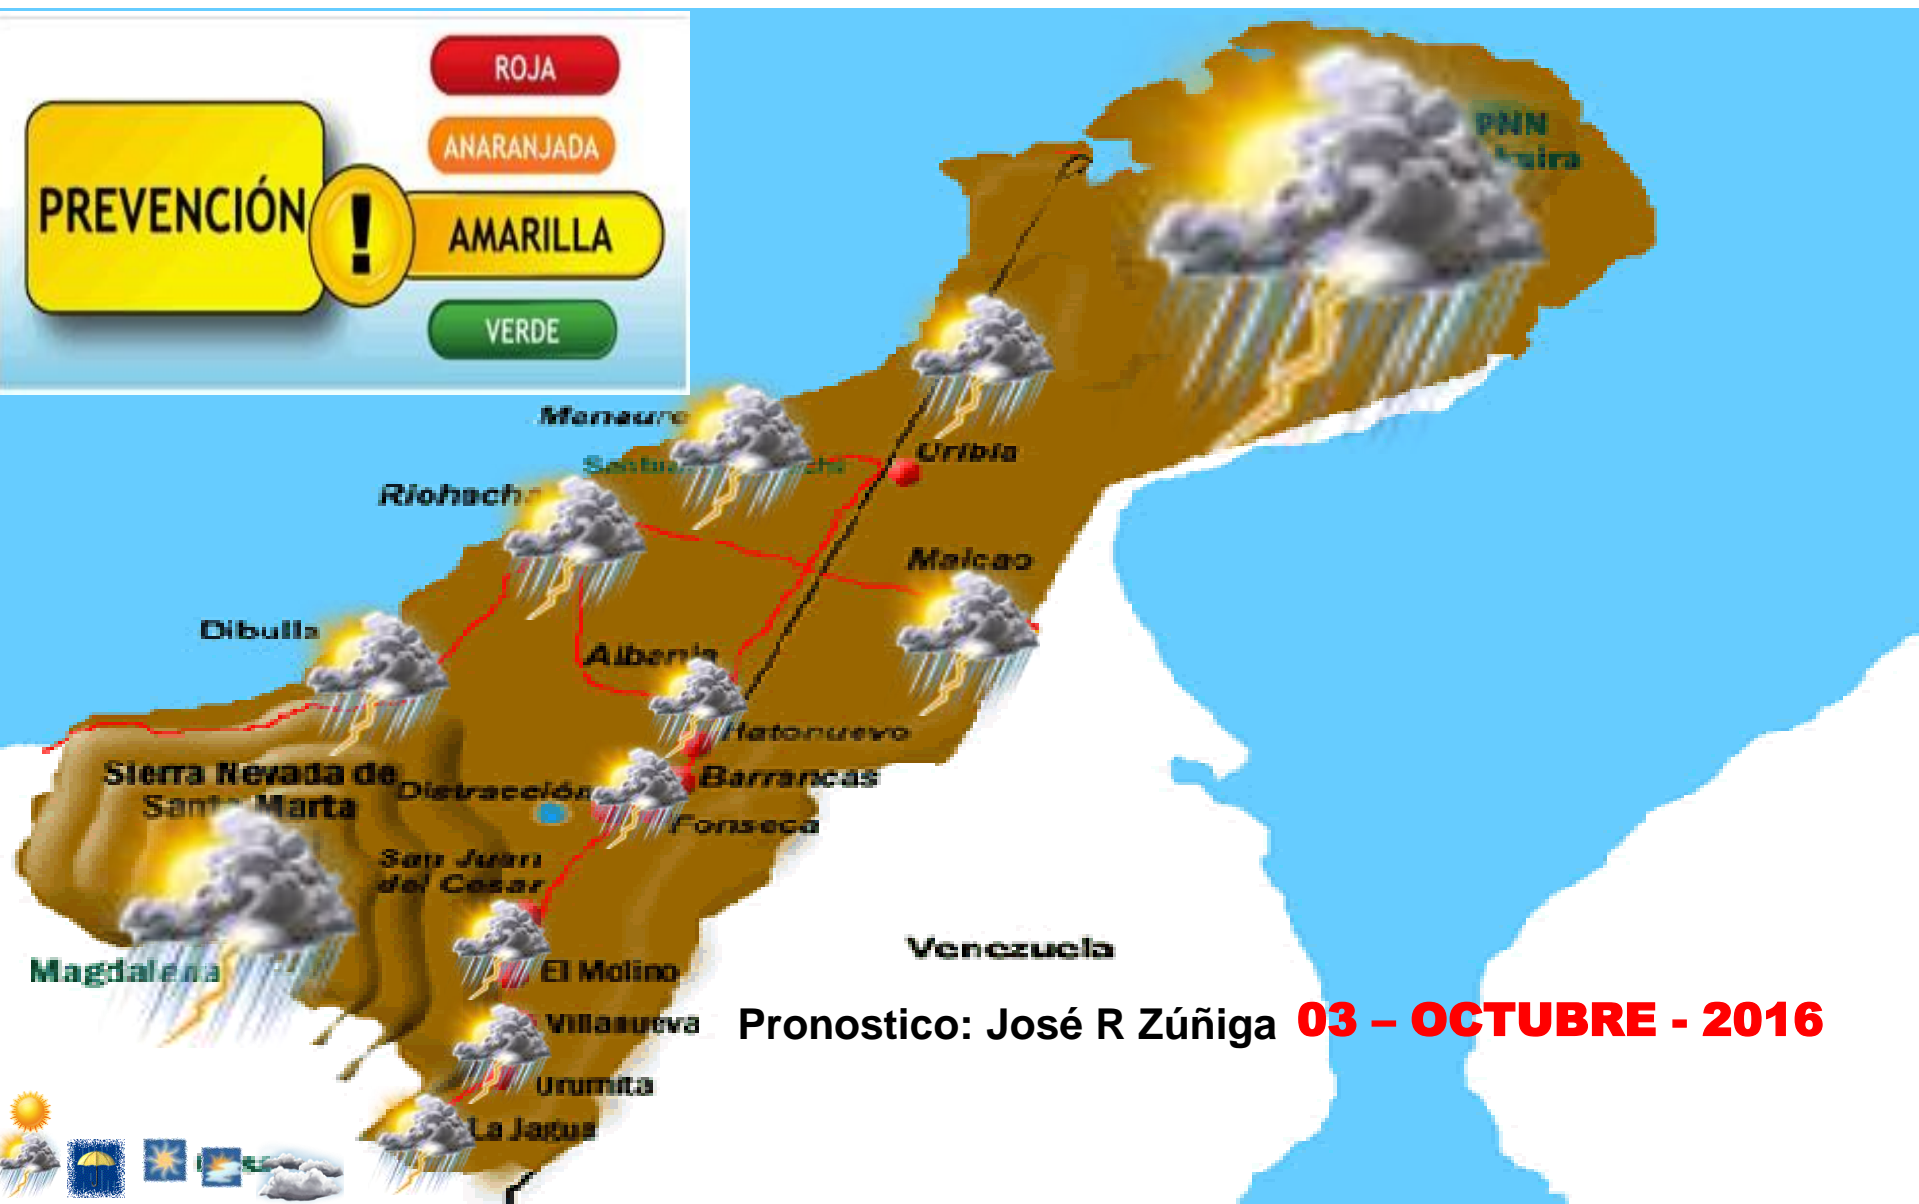 ROJA
ANARANJADA
PREVENCIÓN
!
AMARILLA
VERDE
PNN
Manaure
Uribia
Riohacha
Maicao
Dibulla
Albania
Hatonuevo
Sierra Nevada de
Santa Marta
Distracción
Barrancas
Fonseca
San Juan
del Cesar
Venezuela
Magdalena
El Molino
Villanueva
Pronostico: José R Zúñiga 03 – OCTUBRE - 2016
Urumita
La Jagua